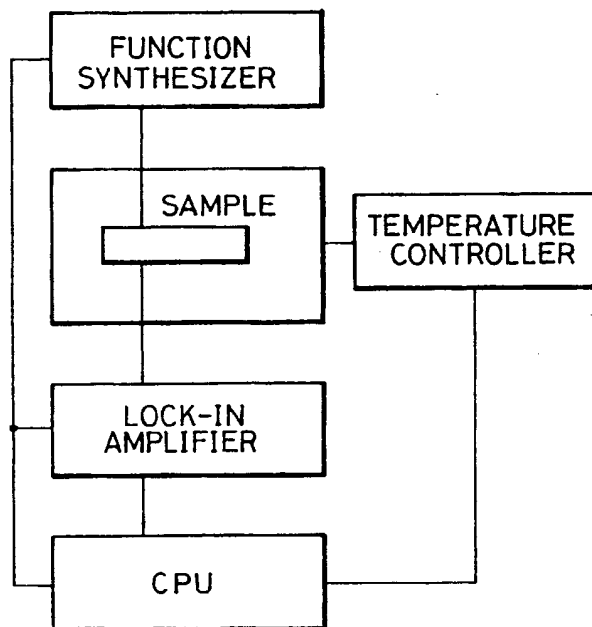 FUNCTION
SYNTHESIZER
SAMPLE
TEMPERATURE
CONTROLLER
LOCK-IN
AMPLIFIER
CPU